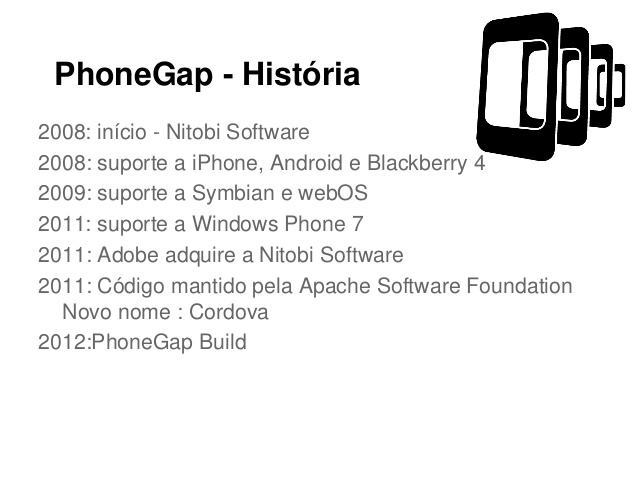 PhoneGap - História
2008: início - Nitobi Software
2008: suporte a iPhone, Android e Blackberry 4
2009: suporte a Symbian e webOS
2011: suporte a Windows Phone 7
2011: Adobe adquire a Nitobi Software
2011: Código mantido pela Apache Software Foundation
Novo nome : Cordova
2012:PhoneGap Build